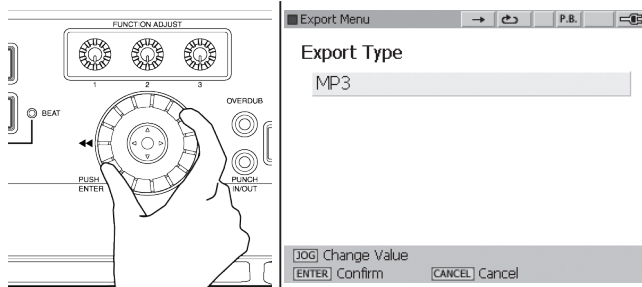 FUNCTION ADJUST
1 2 3
OVERDUB
BEAT
PUSH
ENTER
PUNCH
IN/OUT
Export Menu
P.B.
Export Type
MP3
JOG Change Value
ENTER Confirm CANCEL Cancel